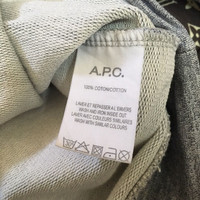 A.P.C.
100% COTON/COTTON
LAVER ET REPASSER A L'ENVERS
WASH AND IRON INSIDE OUT
LAVER AVEC COULEURS SIMILAIRES
WASH WITH SIMILAR COLOURS